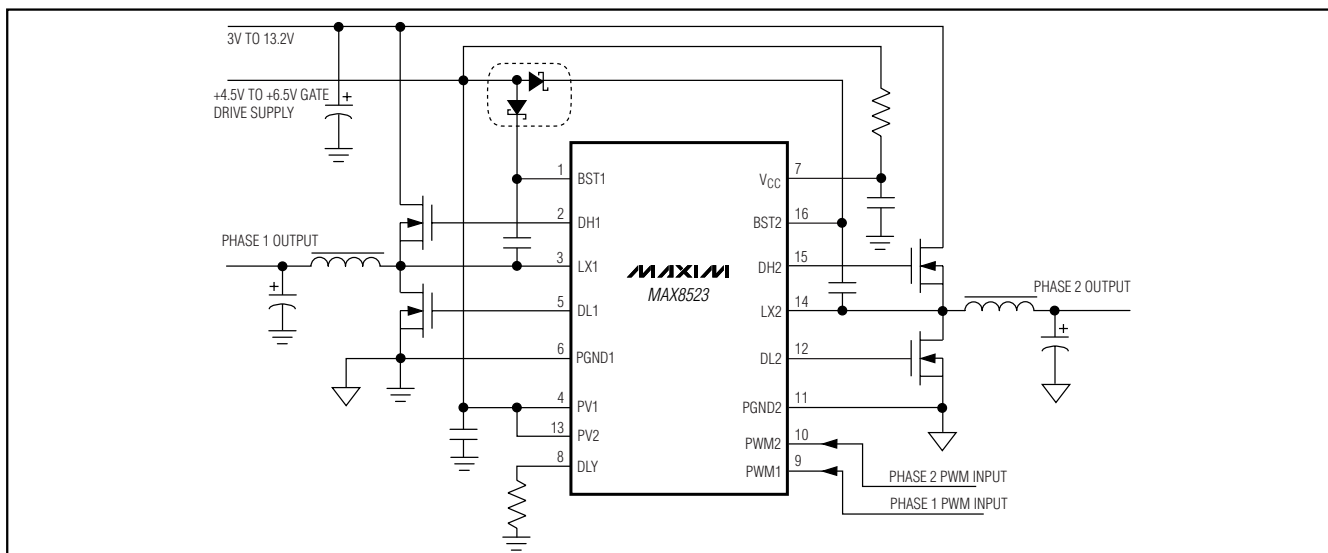 3V TO 13.2V
+4.5V TO +6.5V GATE
DRIVE SUPPLY
+
1
BST1
VCC
7
2
DH1
BST2
16
PHASE 1 OUTPUT
3
LX1
MAXIM
MAX8523
DH2
15
+
5
DL1
LX2
14
PHASE 2 OUTPUT
+
6
PGND1
DL2
12
4
PV1
PGND2
11
13
PV2
PWM2
10
8
DLY
PWM1
9
PHASE 2 PWM INPUT
PHASE 1 PWM INPUT